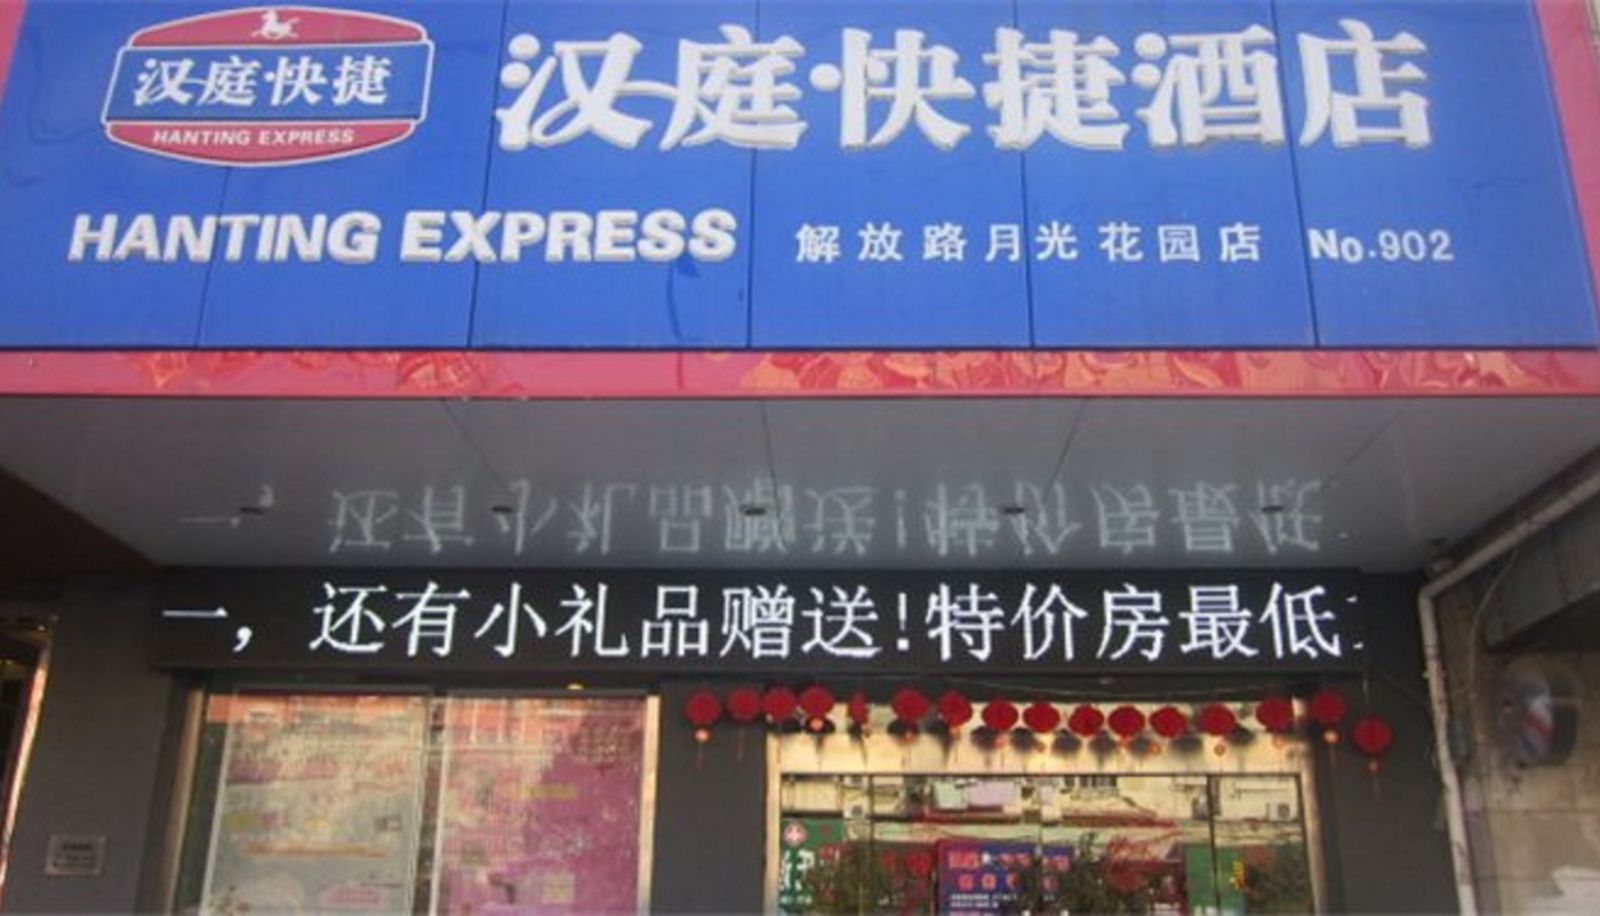 汉庭快捷
HANTING EXPRESS
汉庭快捷酒店
HANTING EXPRESS
解放路月光花园店 No.902
一，还有小礼品赠送!特价房最低